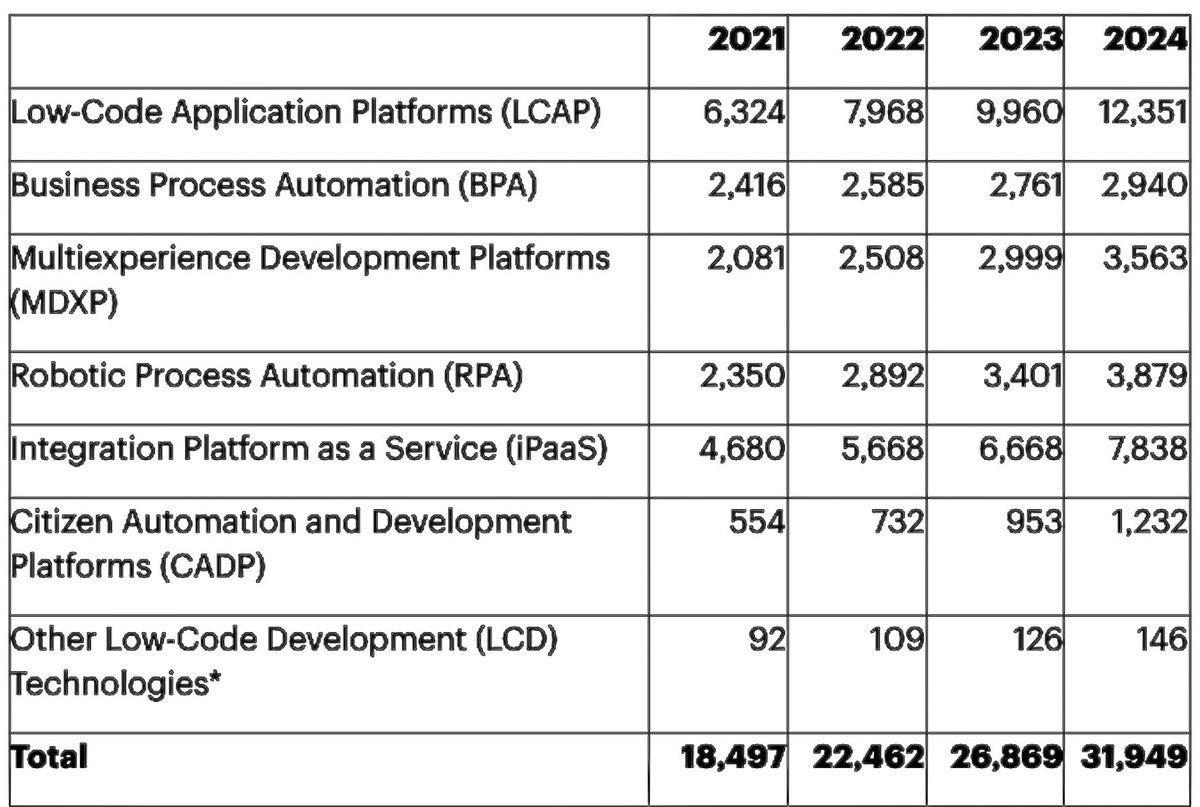 2021 2022 2023 2024
Low-Code Application Platforms (LCAP) 6,324 7,968 9,960 12,351
Business Process Automation (BPA) 2,416 2,585 2,761 2,940
Multiexperience Development Platforms 2,081 2,508 2,999 3,563
(MDXP)
Robotic Process Automation (RPA) 2,350 2,892 3,401 3,879
Integration Platform as a Service (iPaaS) 4,680 5,668 6,668 7,838
Citizen Automation and Development 554 732 953 1,232
Platforms (CADP)
Other Low-Code Development (LCD) 92 109 126 146
Technologies*
Total 18,497 22,462 26,869 31,949